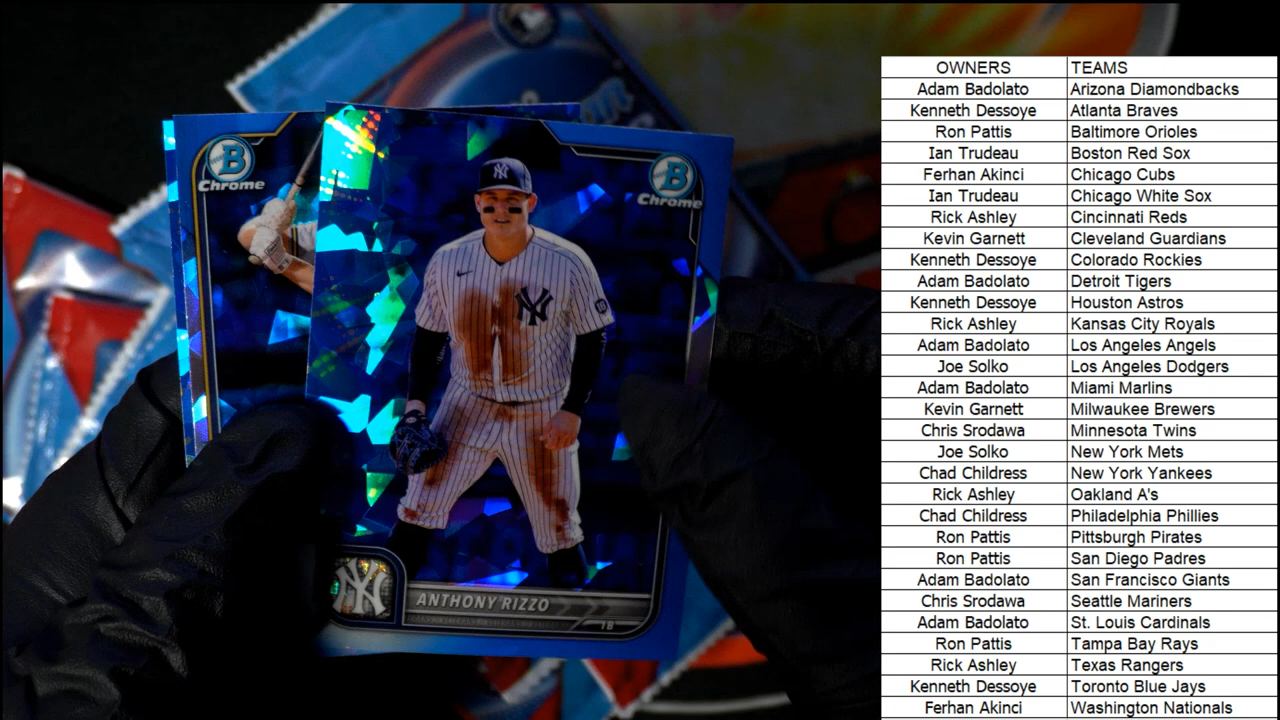 B
Chrome
B
Chrome
NY
NY
NY
ANTHONY RIZZO
1B
OWNERS TEAMS
Adam Badolato Arizona Diamondbacks
Kenneth Dessoye Atlanta Braves
Ron Pattis Baltimore Orioles
Ian Trudeau Boston Red Sox
Ferhan Akinci Chicago Cubs
Ian Trudeau Chicago White Sox
Rick Ashley Cincinnati Reds
Kevin Garnett Cleveland Guardians
Kenneth Dessoye Colorado Rockies
Adam Badolato Detroit Tigers
Kenneth Dessoye Houston Astros
Rick Ashley Kansas City Royals
Adam Badolato Los Angeles Angels
Joe Solko Los Angeles Dodgers
Adam Badolato Miami Marlins
Kevin Garnett Milwaukee Brewers
Chris Srodawa Minnesota Twins
Joe Solko New York Mets
Chad Childress New York Yankees
Rick Ashley Oakland A's
Chad Childress Philadelphia Phillies
Ron Pattis Pittsburgh Pirates
Ron Pattis San Diego Padres
Adam Badolato San Francisco Giants
Chris Srodawa Seattle Mariners
Adam Badolato St. Louis Cardinals
Ron Pattis Tampa Bay Rays
Rick Ashley Texas Rangers
Kenneth Dessoye Toronto Blue Jays
Ferhan Akinci Washington Nationals